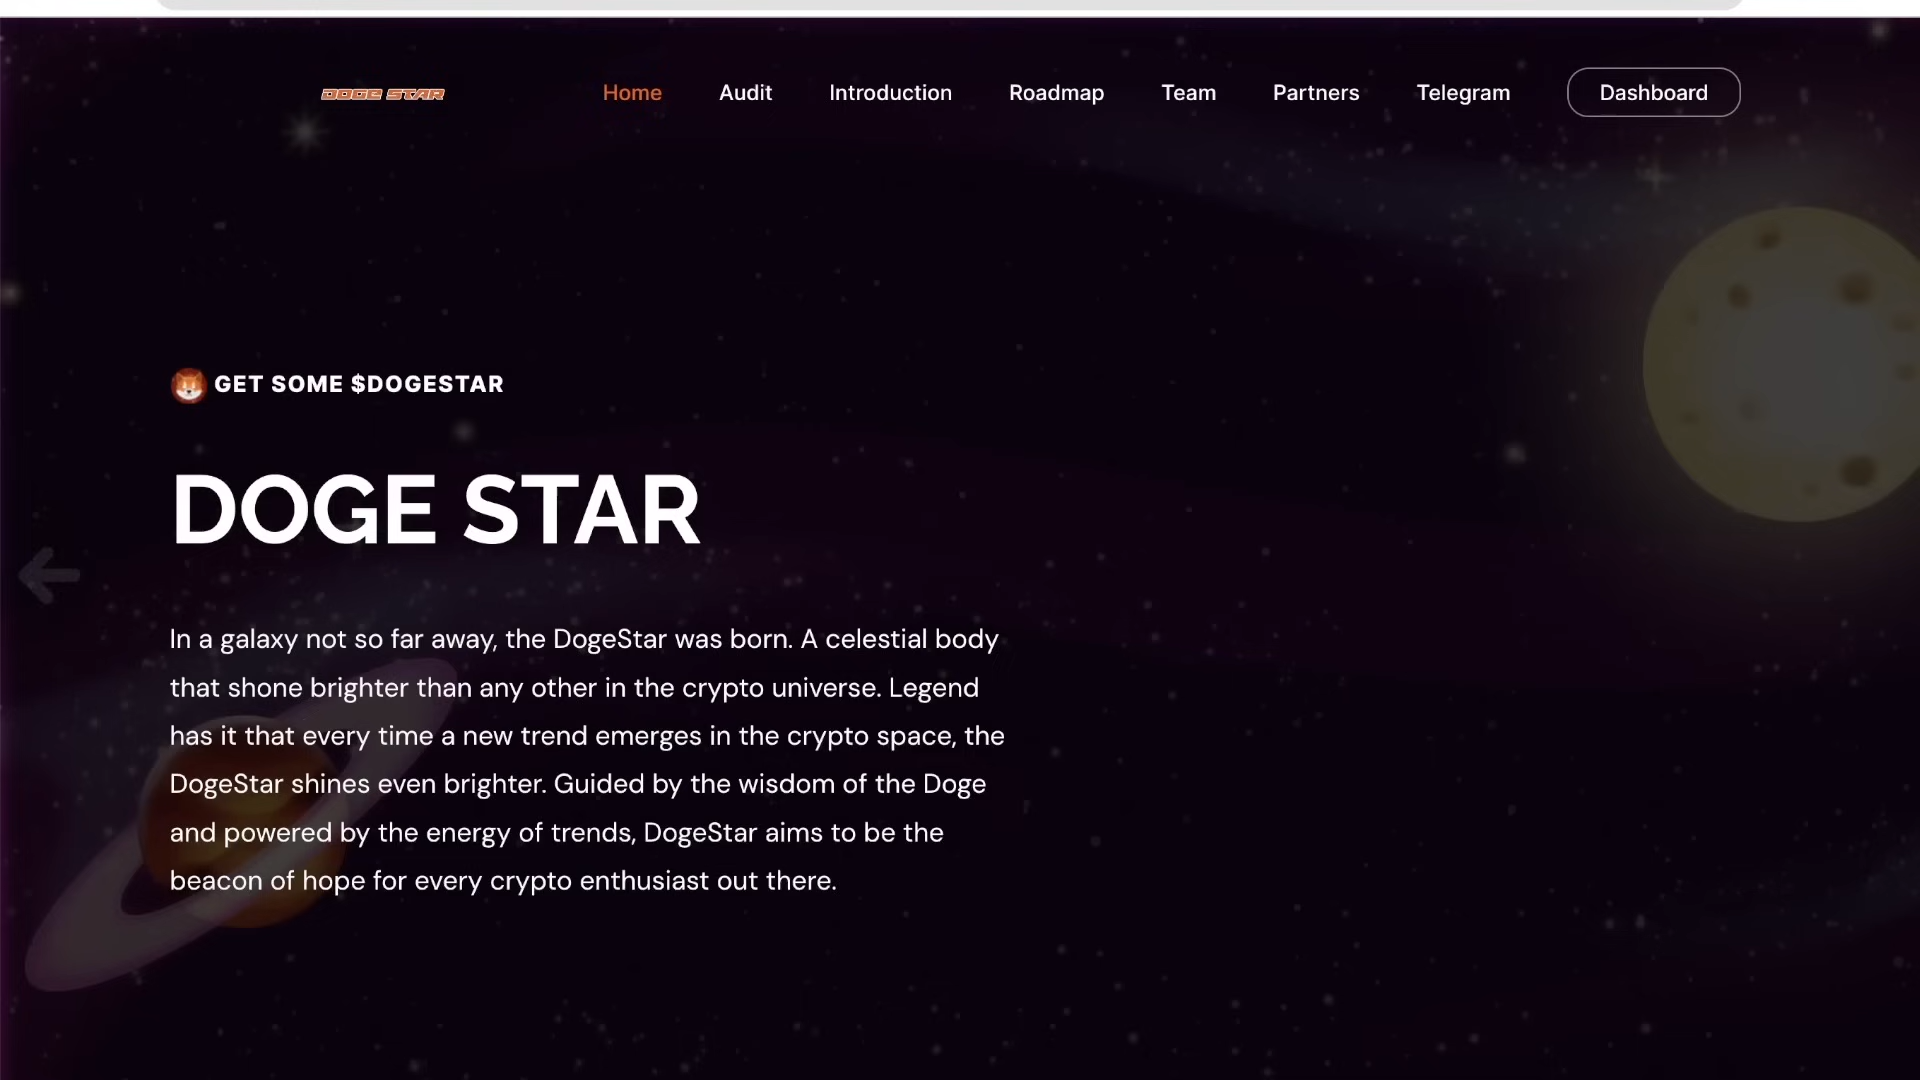 DOGE STAR
Home
Audit
Introduction
Roadmap
Team
Partners
Telegram
Dashboard
GET SOME $DOGESTAR
DOGE STAR
In a galaxy not so far away, the DogeStar was born. A celestial body
that shone brighter than any other in the crypto universe. Legend
has it that every time a new trend emerges in the crypto space, the
DogeStar shines even brighter. Guided by the wisdom of the Doge
and powered by the energy of trends, DogeStar aims to be the
beacon of hope for every crypto enthusiast out there.